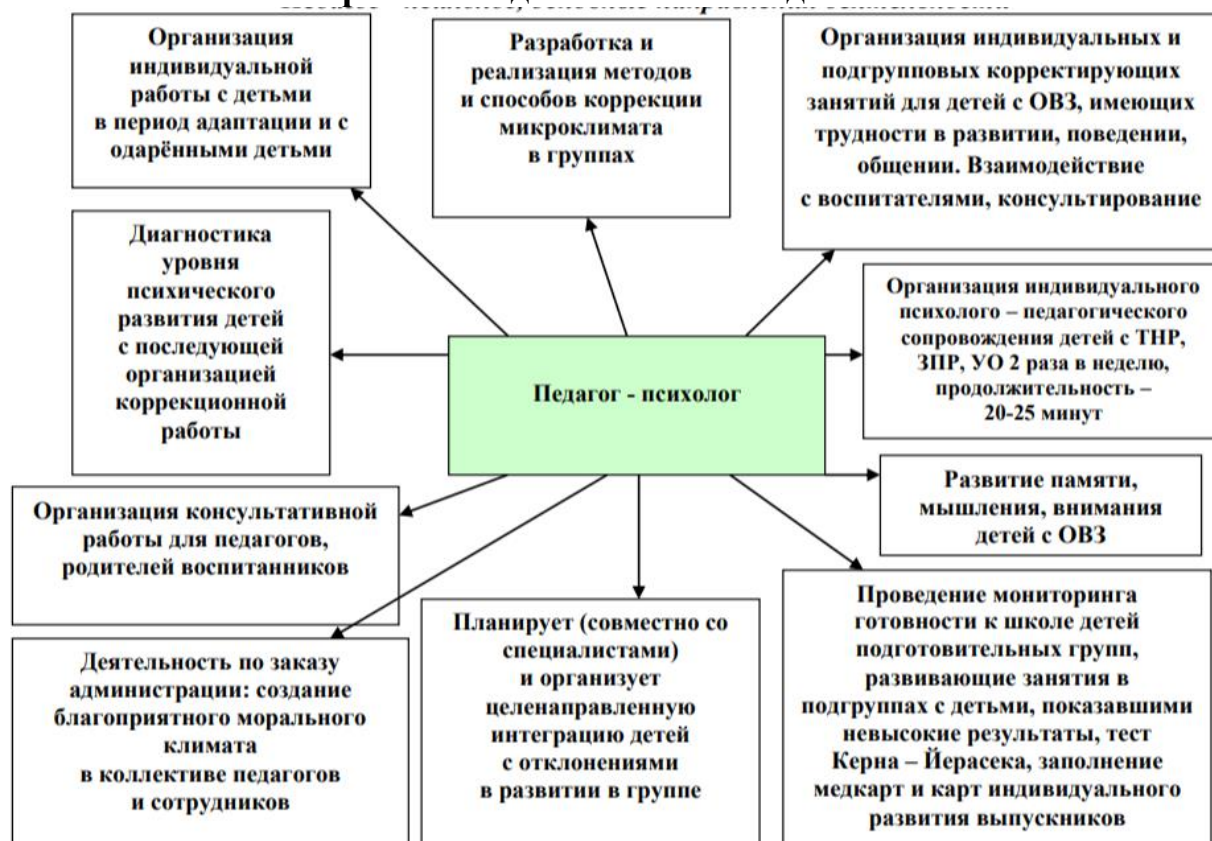 Организация
индивидуальной
работы с детьми
в период адаптации и с
одарёнными детьми
Разработка и
реализация методов
и способов коррекции
микроклимата
в группах
Организация индивидуальных и
подгрупповых корректирующих
занятий для детей с ОВЗ, имеющих
трудности в развитии, поведении,
общении. Взаимодействие
с воспитателями, консультирование
Диагностика
уровня
психического
развития детей
с последующей
организацией
коррекционной
работы
Педагог - психолог
Организация индивидуального
психолого – педагогического
сопровождения детей с ТНР,
ЗПР, УО 2 раза в неделю,
продолжительность –
20-25 минут
Развитие памяти,
мышления, внимания
детей с ОВЗ
Организация консультативной
работы для педагогов,
родителей воспитанников
Деятельность по заказу
администрации: создание
благоприятного морального
климата
в коллективе педагогов
и сотрудников
Планирует (совместно со
специалистами)
и организует
целенаправленную
интеграцию детей
с отклонениями
в развитии в группе
Проведение мониторинга
готовности к школе детей
подготовительных групп,
развивающие занятия в
подгруппах с детьми, показавшими
невысокие результаты, тест
Керна – Йерасека, заполнение
медкарт и карт индивидуального
развития выпускников